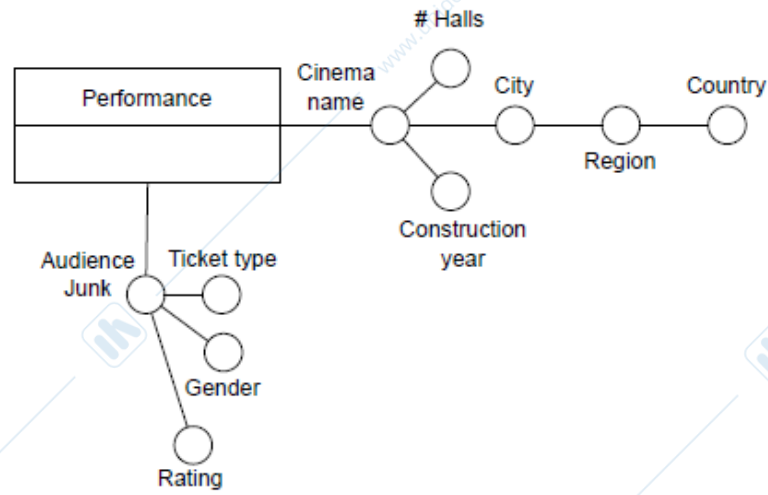 # Halls
Cinema
name
City
Country
Performance
Region
Construction
year
Audience
Junk
Ticket type
Gender
Rating